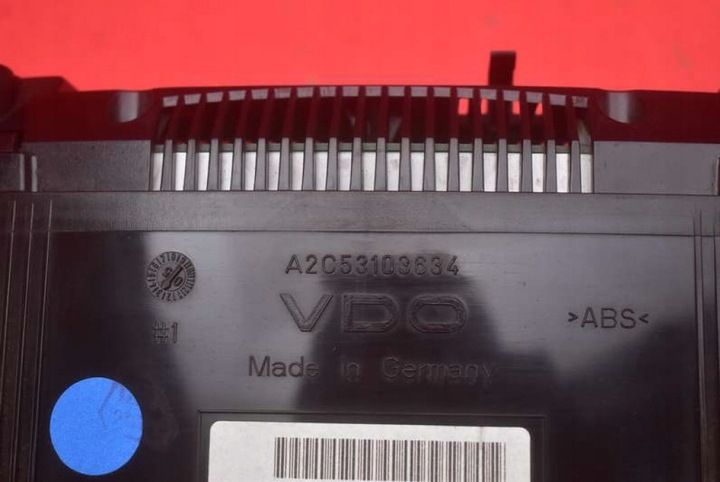 A2C53103634
VDO
#1
>ABS<
Made in Germany